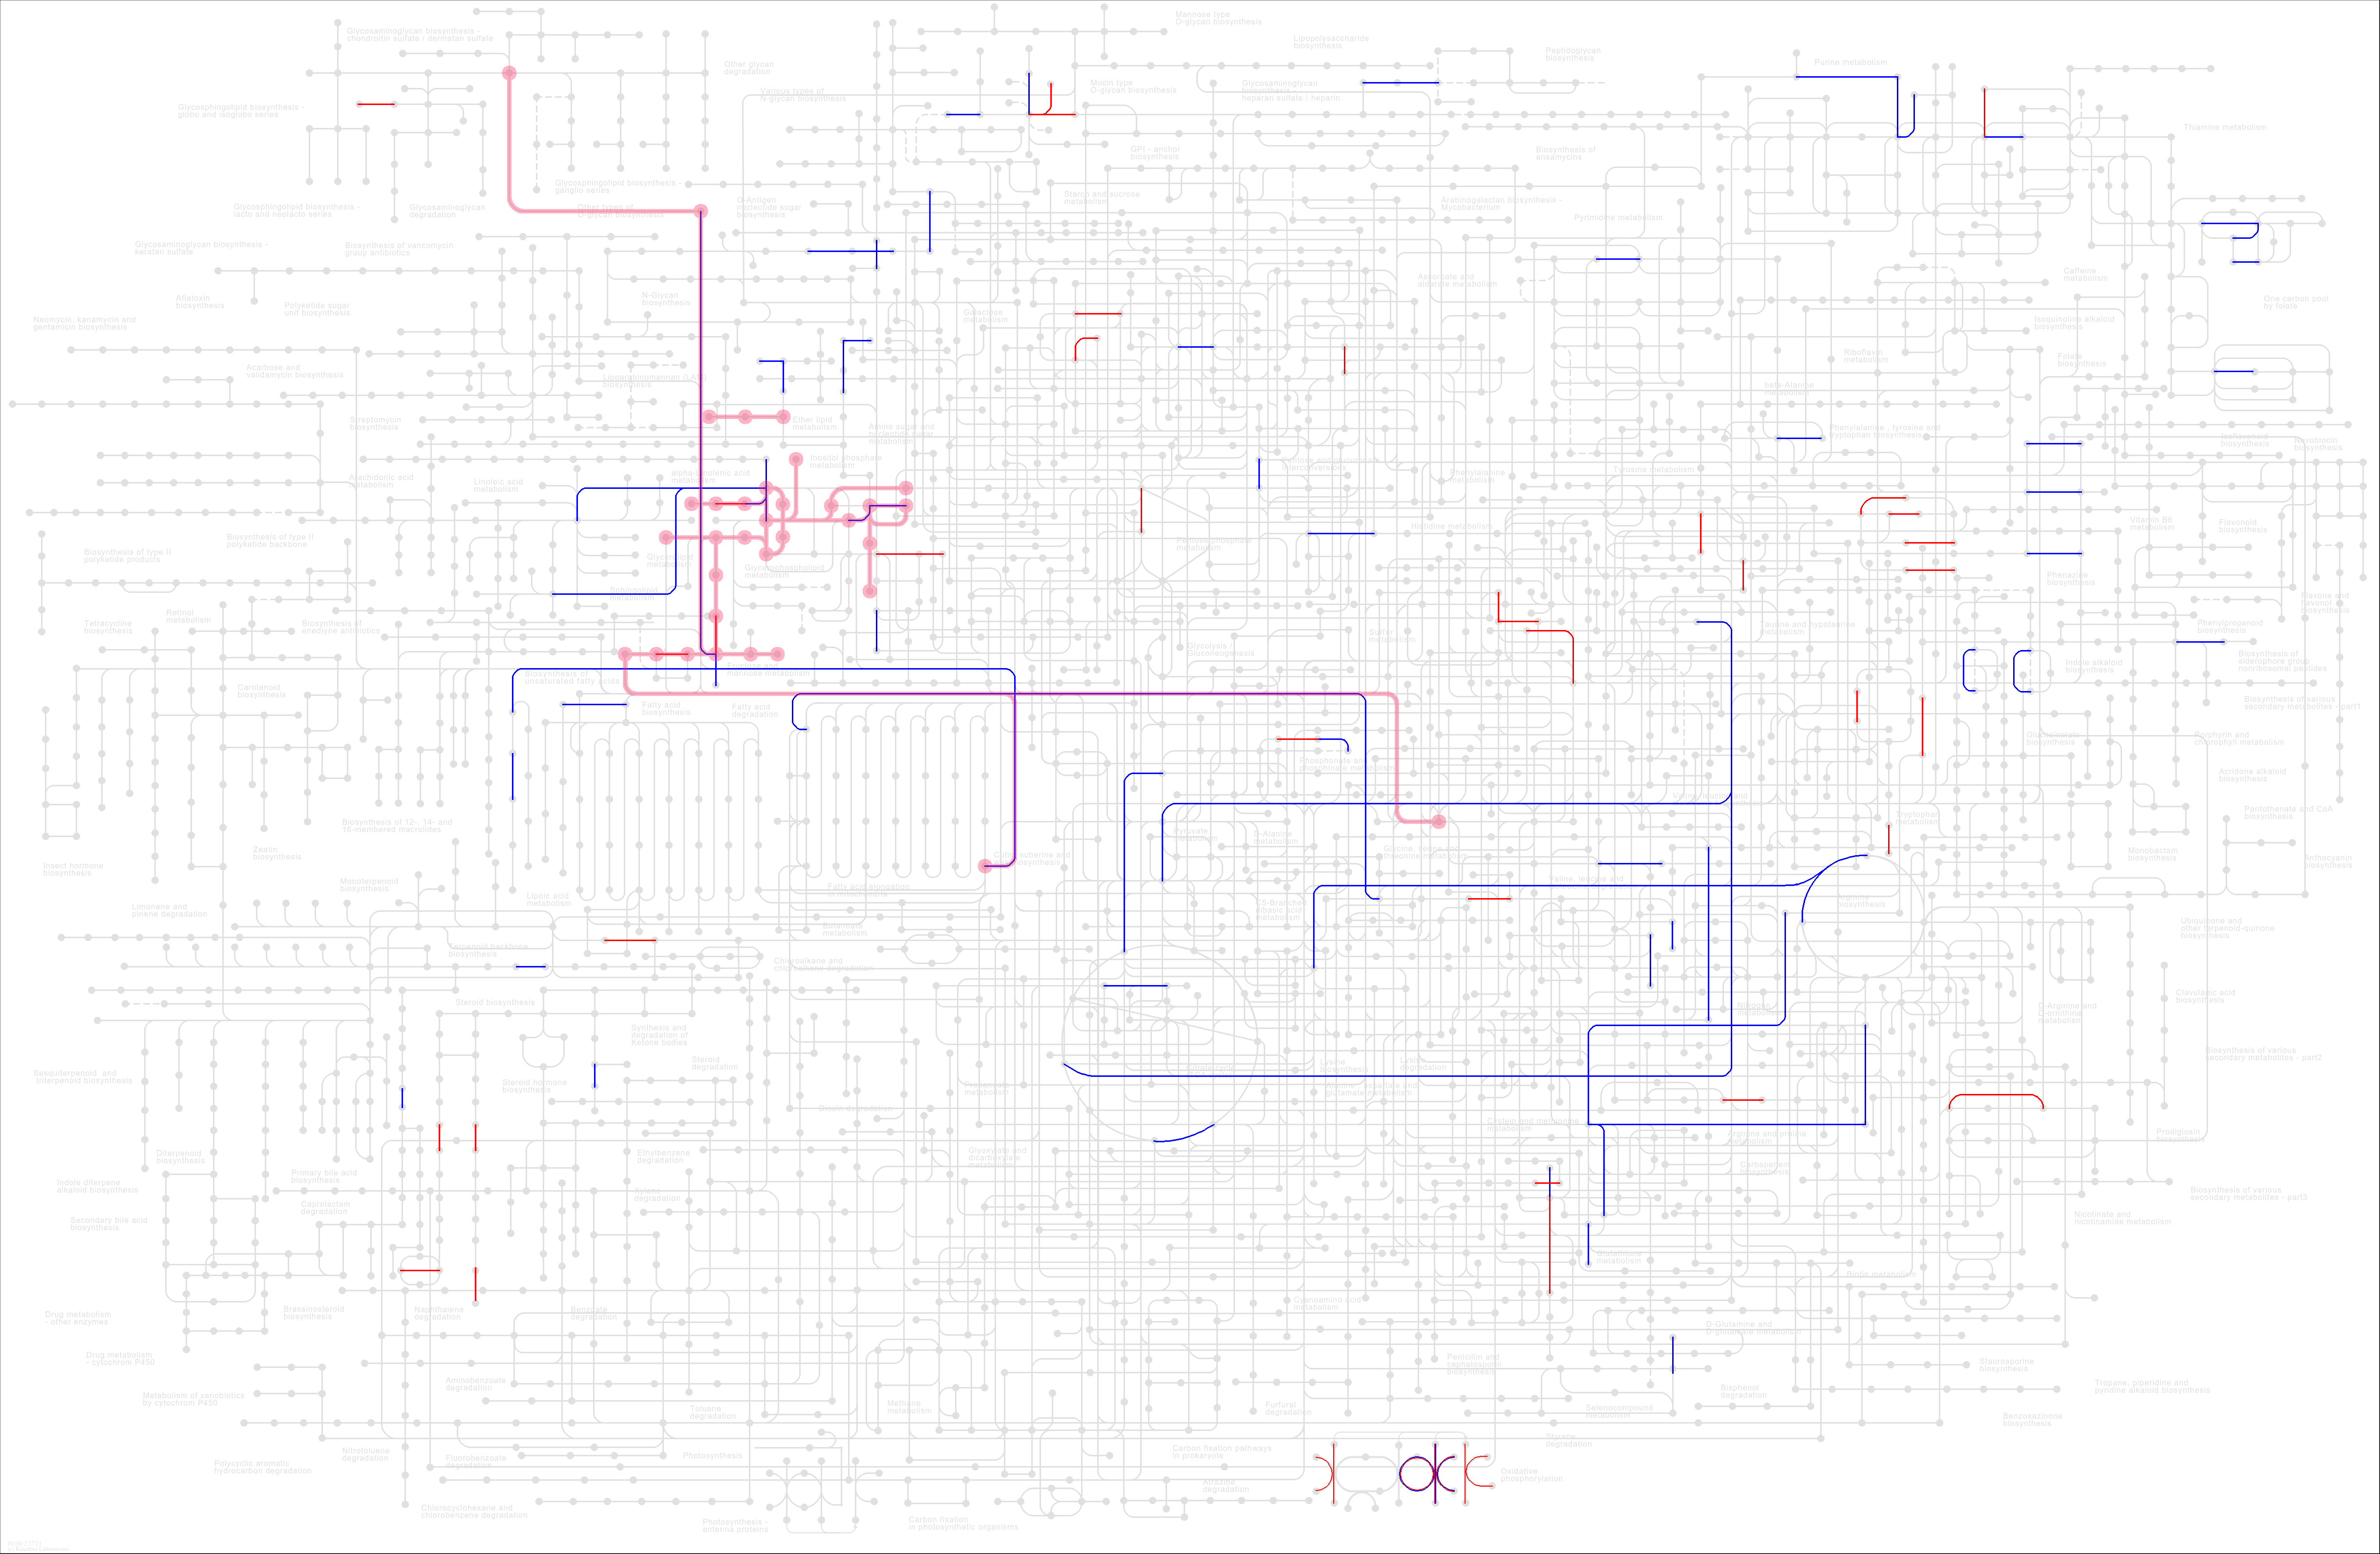 Glycosaminoglycan biosynthesis -
chondroitin sulfate / dermatan sulfate
Mannose type
O-glycan biosynthesis
Lipopolysaccharide
biosynthesis
Peptidoglycan
biosynthesis
Purine metabolism
Other glycan
degradation
Various types of
N-glycan biosynthesis
Mucin type
O-glycan biosynthesis
Glycosaminoglycan
biosynthesis -
heparan sulfate / heparin
Glycosphingolipid biosynthesis -
globo and isoglobo series
Thiamine metabolism
GPI - anchor
biosynthesis
Biosynthesis of
ansamycins
Glycosphingolipid biosynthesis -
ganglio series
Starch and sucrose
metabolism
O-Antigen
nucleotide sugar
biosynthesis
Arabinogalactan biosynthesis -
Mycobacterium
Glycosphingolipid biosynthesis -
lacto and neolacto series
Glycosaminoglycan
degradation
Other types of
O-glycan biosynthesis
Pyrimidine metabolism
Glycosaminoglycan biosynthesis -
keratan sulfate
Biosynthesis of vancomycin
group antibiotics
Ascorbate and
aldarate metabolism
Caffeine
metabolism
Aflatoxin
biosynthesis
Polyketide sugar
unit biosynthesis
N-Glycan
biosynthesis
Galactose
metabolism
One carbon pool
by folate
Neomycin, kanamycin and
gentamicin biosynthesis
Isoquinoline alkaloid
biosynthesis
Riboflavin
metabolism
Folate
biosynthesis
Acarbose and
validamycin biosynthesis
Lipoarabinomannan (LAM)
biosynthesis
beta-Alanine
metabolism
Streptomycin
biosynthesis
Ether lipid
metabolism
Amino sugar and
nucleotide sugar
metabolism
Phenylalanine, tyrosine and
tryptophan biosynthesis
Isoflavonoid
biosynthesis
Novobiocin
biosynthesis
Arachidonic acid
metabolism
Linoleic acid
metabolism
alpha-Linolenic acid
metabolism
Inositol phosphate
metabolism
Phenylalanine
metabolism
Tyrosine metabolism
Histidine metabolism
Vitamin B6
metabolism
Flavonoid
biosynthesis
Biosynthesis of type II
polyketide products
Biosynthesis of type II
polyketide backbone
Glycerolipid
metabolism
Glycerophospholipid
metabolism
Pentose phosphate
metabolism
Sphingolipid
metabolism
Phenazine
biosynthesis
Flavone and
flavonol
biosynthesis
Retinol
metabolism
Tetracycline
biosynthesis
Biosynthesis of
enediyne antibiotics
Sulfur
metabolism
Taurine and hypotaurine
metabolism
Phenylpropanoid
biosynthesis
Glycolysis /
Gluconeogenesis
Fructose and
mannose metabolism
Biosynthesis of
unsaturated fatty acids
Indole alkaloid
biosynthesis
Biosynthesis of
siderophore group
nonribosomal peptides
Carotenoid
biosynthesis
Fatty acid
biosynthesis
Fatty acid
degradation
Biosynthesis of various
secondary metabolites - part1
Glucosinolate
biosynthesis
Porphyrin and
chlorophyll metabolism
Phosphonate and
phosphinate metabolism
Acridone alkaloid
biosynthesis
Pantothenate and CoA
biosynthesis
Biosynthesis of 12-, 14- and
16-membered macrolides
Pyruvate
metabolism
D-Alanine
metabolism
Tryptophan
metabolism
Zeatin
biosynthesis
Insect hormone
biosynthesis
Glycine, serine and
threonine metabolism
Monobactam
biosynthesis
Anthocyanin
biosynthesis
Monoterpenoid
biosynthesis
Lipoic acid
metabolism
Fatty acid elongation
in mitochondria
Limonene and
pinene degradation
Butanoate
metabolism
C5-Branched
dibasic acid
metabolism
Arginine
biosynthesis
Ubiquinone and
other terpenoid-quinone
biosynthesis
Terpenoid backbone
biosynthesis
Chloroalkane and
chloroalkene degradation
Clavulanic acid
biosynthesis
Steroid biosynthesis
Nitrogen
metabolism
D-Arginine and
D-ornithine
metabolism
Synthesis and
degradation of
Ketone bodies
Steroid
degradation
Lysine
biosynthesis
Lysine
degradation
Biosynthesis of various
secondary metabolites - part2
Sesquiterpenoid and
triterpenoid biosynthesis
Steroid hormone
biosynthesis
Propanoate
metabolism
Alanine, aspartate and
glutamate metabolism
Dioxin degradation
Cystein and methionine
metabolism
Arginine and proline
metabolism
Prodigiosin
biosynthesis
Diterpenoid
biosynthesis
Ethylbenzene
degradation
Glyoxylate and
dicarboxylate
metabolism
Carbapenem
biosynthesis
Primary bile acid
biosynthesis
Indole diterpene
alkaloid biosynthesis
Xylene
degradation
Biosynthesis of various
secondary metabolites - part3
Caprolactam
degradation
Secondary bile acid
biosynthesis
Nicotinate and
nicotinamide metabolism
Glutathione
metabolism
Biotin metabolism
Cyanoamino acid
metabolism
Drug metabolism
- other enzymes
Brassinosteroid
biosynthesis
Naphthalene
degradation
Benzoate
degradation
D-Glutamine and
D-glutamate metabolism
Drug metabolism
- cytochrom P450
Penicillin and
cephalosporin
biosynthesis
Staurosporine
biosynthesis
Aminobenzoate
degradation
Bisphenol
degradation
Tropane, piperidine and
pyridine alkaloid biosynthesis
Metabolism of xenobiotics
by cytochrom P450
Toluene
degradation
Methane
metabolism
Furfural
degradation
Selenocompound
metabolism
Benzoxazinone
biosynthesis
Styrene
degradation
Nitrotoluene
degradation
Fluorobenzoate
degradation
Photosynthesis
Carbon fixation pathways
in prokaryote
Polycyclic aromatic
hydrocarbon degradation
Oxidative
phosphorylation
Atrazine
degradation
Chlorocyclohexane and
chlorobenzene degradation
Photosynthesis -
antenna proteins
Carbon fixation
in photosynthetic organisms